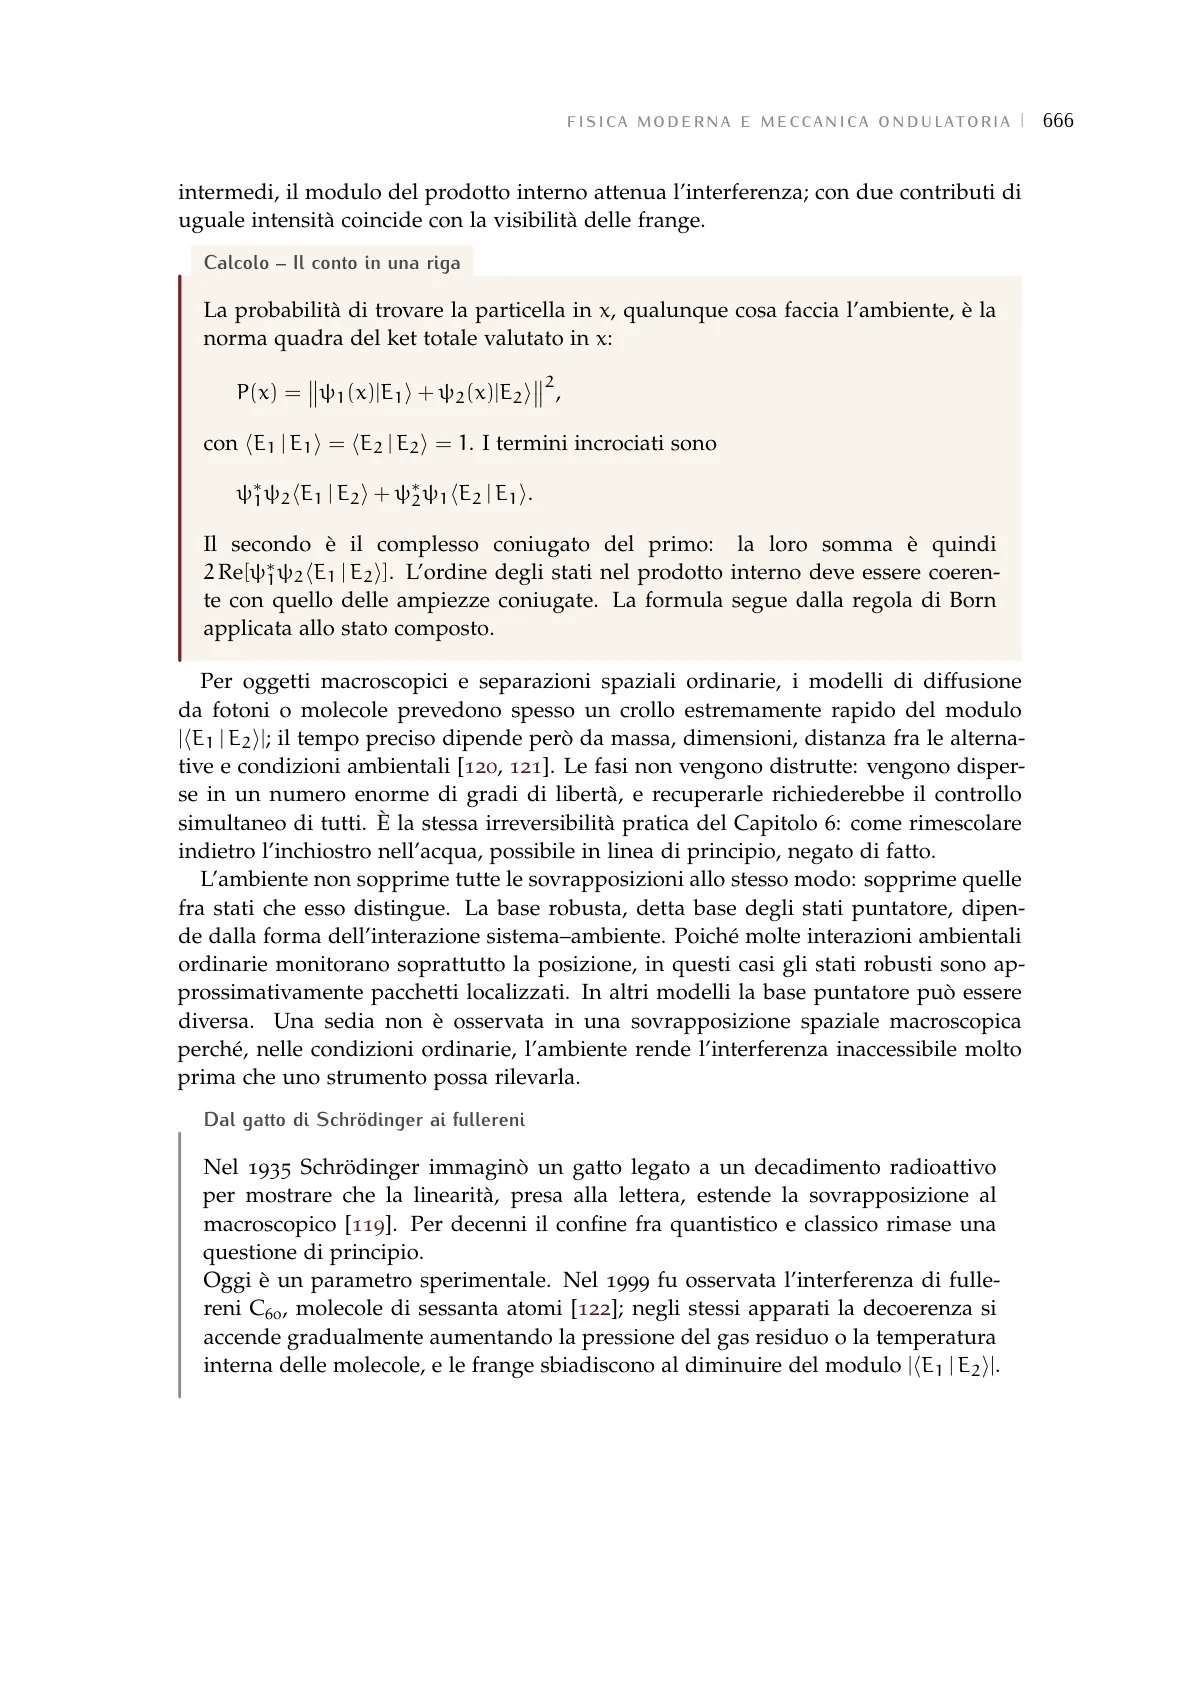 FISICA MODERNA E MECCANICA ONDULATORIA | 666
intermedi, il modulo del prodotto interno attenua l'interferenza; con due contributi di
uguale intensità coincide con la visibilità delle frange.
Calcolo – Il conto in una riga
La probabilità di trovare la particella in x, qualunque cosa faccia l'ambiente, è la
norma quadra del ket totale valutato in x:
P(x) = ‖ψ₁(x)|E₁⟩ + ψ₂(x)|E₂⟩‖²,
con ⟨E₁ | E₁⟩ = ⟨E₂ | E₂⟩ = 1. I termini incrociati sono
ψ₁*ψ₂⟨E₁ | E₂⟩ + ψ₂*ψ₁⟨E₂ | E₁⟩.
Il secondo è il complesso coniugato del primo: la loro somma è quindi
2 Re[ψ₁*ψ₂⟨E₁ | E₂⟩]. L'ordine degli stati nel prodotto interno deve essere coeren-
te con quello delle ampiezze coniugate. La formula segue dalla regola di Born
applicata allo stato composto.
Per oggetti macroscopici e separazioni spaziali ordinarie, i modelli di diffusione
da fotoni o molecole prevedono spesso un crollo estremamente rapido del modulo
|⟨E₁ | E₂⟩|; il tempo preciso dipende però da massa, dimensioni, distanza fra le alterna-
tive e condizioni ambientali [120, 121]. Le fasi non vengono distrutte: vengono disper-
se in un numero enorme di gradi di libertà, e recuperarle richiederebbe il controllo
simultaneo di tutti. È la stessa irreversibilità pratica del Capitolo 6: come rimescolare
indietro l'inchiostro nell'acqua, possibile in linea di principio, negato di fatto.
L'ambiente non sopprime tutte le sovrapposizioni allo stesso modo: sopprime quelle
fra stati che esso distingue. La base robusta, detta base degli stati puntatore, dipen-
de dalla forma dell'interazione sistema–ambiente. Poiché molte interazioni ambientali
ordinarie monitorano soprattutto la posizione, in questi casi gli stati robusti sono ap-
prossimativamente pacchetti localizzati. In altri modelli la base puntatore può essere
diversa. Una sedia non è osservata in una sovrapposizione spaziale macroscopica
perché, nelle condizioni ordinarie, l'ambiente rende l'interferenza inaccessibile molto
prima che uno strumento possa rilevarla.
Dal gatto di Schrödinger ai fullereni
Nel 1935 Schrödinger immaginò un gatto legato a un decadimento radioattivo
per mostrare che la linearità, presa alla lettera, estende la sovrapposizione al
macroscopico [119]. Per decenni il confine fra quantistico e classico rimase una
questione di principio.
Oggi è un parametro sperimentale. Nel 1999 fu osservata l'interferenza di fulle-
reni C₆₀, molecole di sessanta atomi [122]; negli stessi apparati la decoerenza si
accende gradualmente aumentando la pressione del gas residuo o la temperatura
interna delle molecole, e le frange sbiadiscono al diminuire del modulo |⟨E₁ | E₂⟩|.